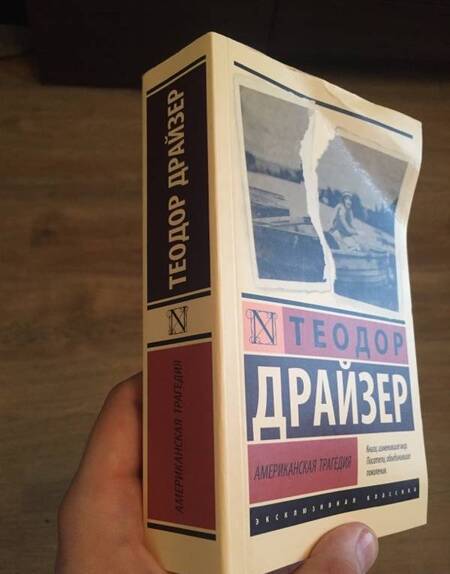 ТЕОДОР ДРАЙЗЕР
АМЕРИКАНСКАЯ ТРАГЕДИЯ
N
N
ТЕОДОР
ДРАЙЗЕР
АМЕРИКАНСКАЯ ТРАГЕДИЯ
Книги, изменившие мир.
Писатели, объединившие
поколения.
ЭКСКЛЮЗИВНАЯ КЛАССИКА